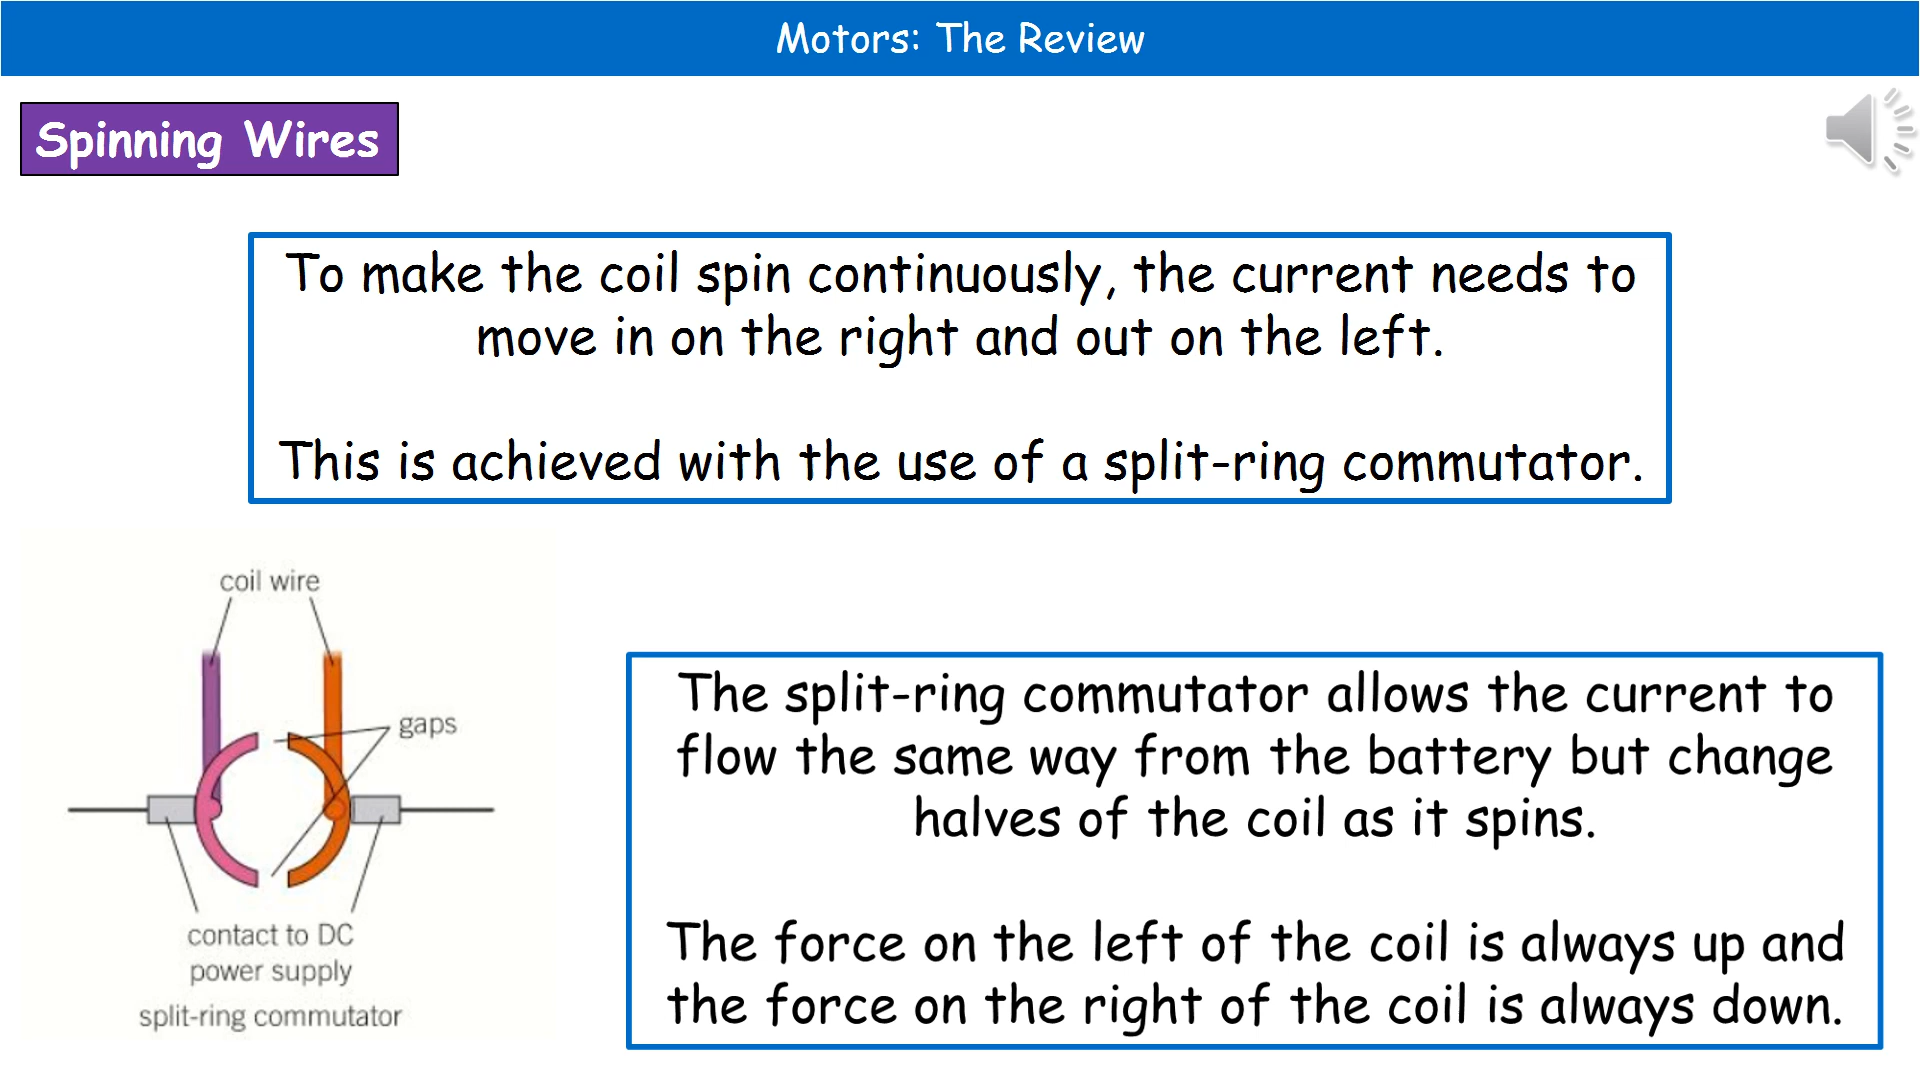 Motors: The Review
Spinning Wires
To make the coil spin continuously, the current needs to
move in on the right and out on the left.
This is achieved with the use of a split-ring commutator.
coil wire
gaps
contact to DC
power supply
split-ring commutator
The split-ring commutator allows the current to
flow the same way from the battery but change
halves of the coil as it spins.
The force on the left of the coil is always up and
the force on the right of the coil is always down.